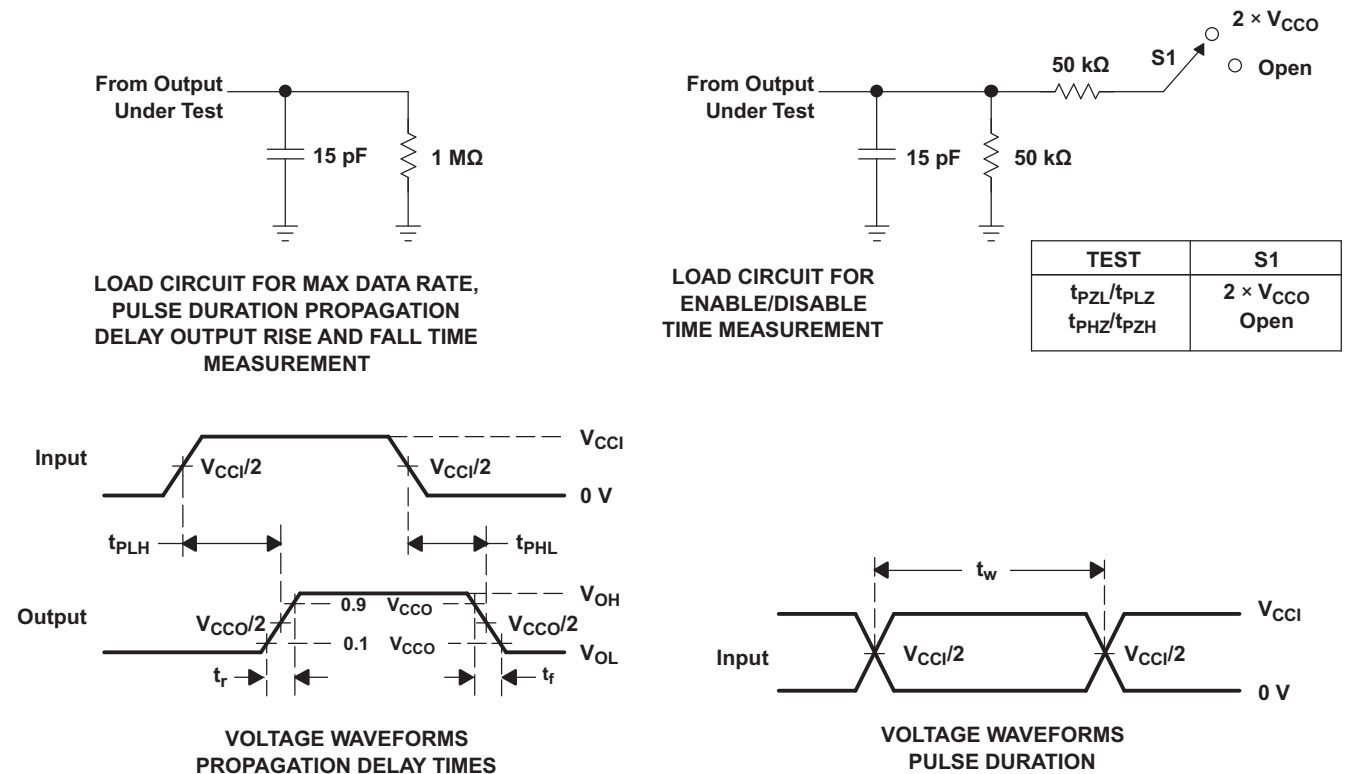 From Output
Under Test
15 pF
1 MΩ
LOAD CIRCUIT FOR MAX DATA RATE,
PULSE DURATION PROPAGATION
DELAY OUTPUT RISE AND FALL TIME
MEASUREMENT
From Output
Under Test
15 pF
50 kΩ
50 kΩ
S1
2 × VCCO
Open
LOAD CIRCUIT FOR
ENABLE/DISABLE
TIME MEASUREMENT
TEST S1
tPZL/tPLZ 2 × VCCO
tPHZ/tPZH Open
Input
VCCI/2 VCCI/2
VCCI
0 V
tPLH tPHL
Output
VCCO/2 VCCO/2
0.9 VCCO
0.1 VCCO
VOH
VOL
tr tf
VOLTAGE WAVEFORMS
PROPAGATION DELAY TIMES
tw
Input
VCCI/2 VCCI/2
VCCI
0 V
VOLTAGE WAVEFORMS
PULSE DURATION